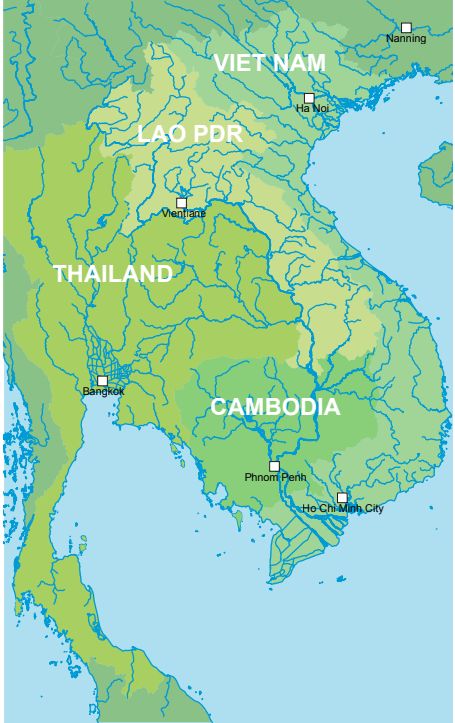 Nanning
VIET NAM
Ha Noi
LAO PDR
Vientiane
THAILAND
Bangkok
CAMBODIA
Phnom Penh
Ho Chi Minh City